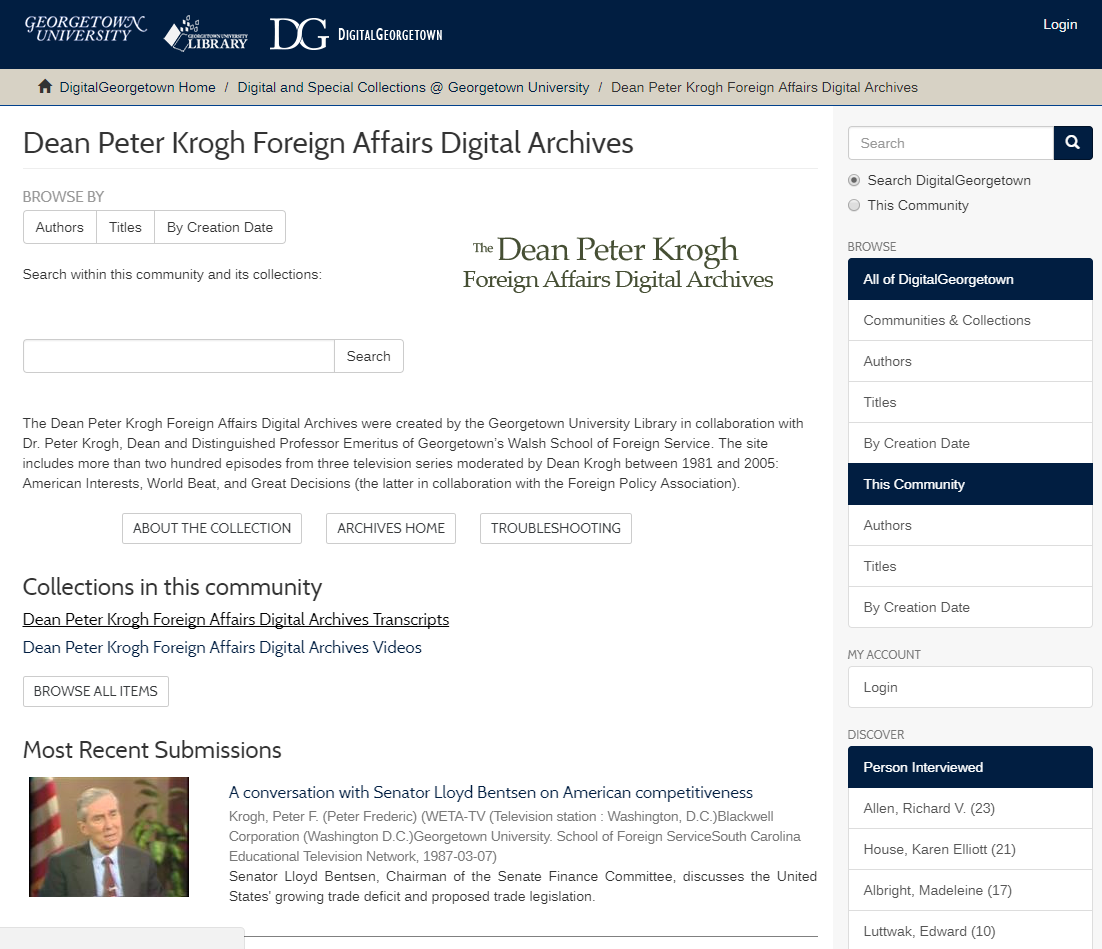 GEORGETOWN
UNIVERSITY
GEORGETOWN UNIVERSITY
LIBRARY
DG DIGITALGEORGETOWN
Login
DigitalGeorgetown Home / Digital and Special Collections @ Georgetown University / Dean Peter Krogh Foreign Affairs Digital Archives
Dean Peter Krogh Foreign Affairs Digital Archives
BROWSE BY
Authors Titles By Creation Date
Search within this community and its collections:
The Dean Peter Krogh
Foreign Affairs Digital Archives
Search
The Dean Peter Krogh Foreign Affairs Digital Archives were created by the Georgetown University Library in collaboration with
Dr. Peter Krogh, Dean and Distinguished Professor Emeritus of Georgetown's Walsh School of Foreign Service. The site
includes more than two hundred episodes from three television series moderated by Dean Krogh between 1981 and 2005:
American Interests, World Beat, and Great Decisions (the latter in collaboration with the Foreign Policy Association).
ABOUT THE COLLECTION ARCHIVES HOME TROUBLESHOOTING
Collections in this community
Dean Peter Krogh Foreign Affairs Digital Archives Transcripts
Dean Peter Krogh Foreign Affairs Digital Archives Videos
BROWSE ALL ITEMS
Most Recent Submissions
A conversation with Senator Lloyd Bentsen on American competitiveness
Krogh, Peter F. (Peter Frederic) (WETA-TV (Television station : Washington, D.C.)Blackwell
Corporation (Washington D.C.)Georgetown University. School of Foreign ServiceSouth Carolina
Educational Television Network, 1987-03-07)
Senator Lloyd Bentsen, Chairman of the Senate Finance Committee, discusses the United
States' growing trade deficit and proposed trade legislation.
Search
Search DigitalGeorgetown
This Community
BROWSE
All of DigitalGeorgetown
Communities & Collections
Authors
Titles
By Creation Date
This Community
Authors
Titles
By Creation Date
MY ACCOUNT
Login
DISCOVER
Person Interviewed
Allen, Richard V. (23)
House, Karen Elliott (21)
Albright, Madeleine (17)
Luttwak, Edward (10)